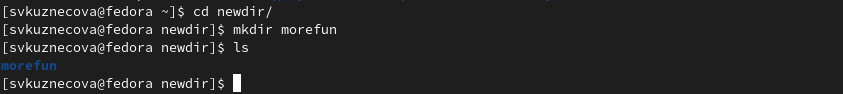 [svkuznecova@fedora ~]$ cd newdir/
[svkuznecova@fedora newdir]$ mkdir morefun
[svkuznecova@fedora newdir]$ ls
morefun
[svkuznecova@fedora newdir]$